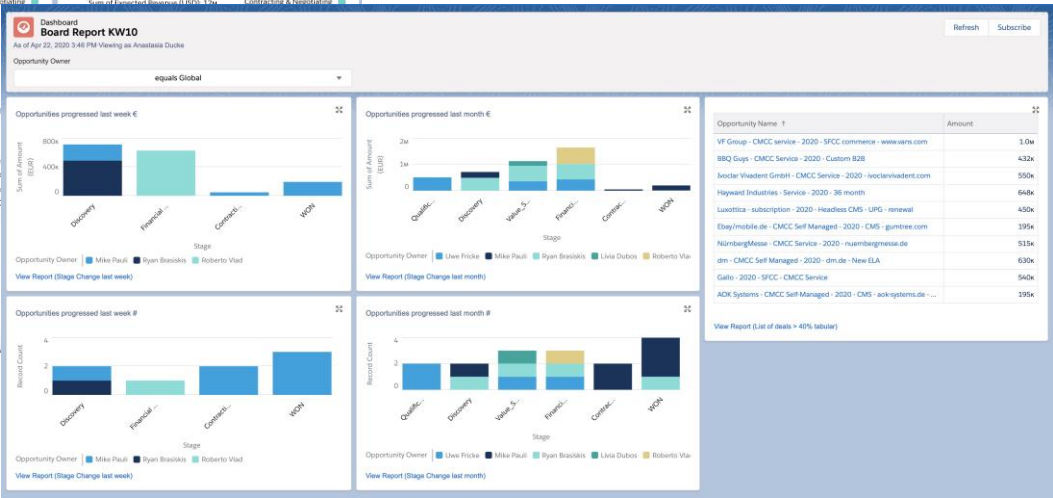 Sum of Expected Revenue (USD): 12M
Contracting & Negotiating
Dashboard
Board Report KW10
As of Apr 22, 2020 3:46 PM·Viewing as Anastasia Ducke
Refresh
Subscribe
Opportunity Owner
equals Global
Opportunities progressed last week €
Sum of Amount (EUR)
800K
400K
0
Discovery
Financial ...
Contracti...
WON
Stage
Opportunity Owner
Mike Pauli
Ryan Brasiskis
Roberto Vlad
View Report (Stage Change last week)
Opportunities progressed last month €
Sum of Amount (EUR)
2M
1M
0
Qualific...
Discovery
Value_S...
Financi...
Contrac...
WON
Stage
Opportunity Owner
Uwe Fricke
Mike Pauli
Ryan Brasiskis
Livia Dubos
Roberto Vlad
View Report (Stage Change last month)
Opportunity Name ↑ Amount
VF Group - CMCC service - 2020 - SFCC commerce - www.vans.com 1.0M
BBQ Guys - CMCC Service - 2020 - Custom B2B 432K
Ivoclar Vivadent GmbH - CMCC Service - 2020 - ivoclarvivadent.com 550K
Hayward Industries - Service - 2020 - 36 month 648K
Luxottica - subscription - 2020 - Headless CMS - UPG - renewal 450K
Ebay/mobile.de - CMCC Self Managed - 2020 - CMS - gumtree.com 195K
NürnbergMesse - CMCC Service - 2020 - nuernbergmesse.de 515K
dm - CMCC Self Managed - 2020 - dm.de - New ELA 630K
Gallo - 2020 - SFCC - CMCC Service 540K
AOK Systems - CMCC Self-Managed - 2020 - CMS - aok-systems.de - ... 195K
View Report (List of deals > 40% tabular)
Opportunities progressed last week #
Record Count
4
2
0
Discovery
Financial ...
Contracti...
WON
Stage
Opportunity Owner
Mike Pauli
Ryan Brasiskis
Roberto Vlad
View Report (Stage Change last week)
Opportunities progressed last month #
Record Count
4
2
0
Qualific...
Discovery
Value_S...
Financi...
Contrac...
WON
Stage
Opportunity Owner
Uwe Fricke
Mike Pauli
Ryan Brasiskis
Livia Dubos
Roberto Vla
View Report (Stage Change last month)